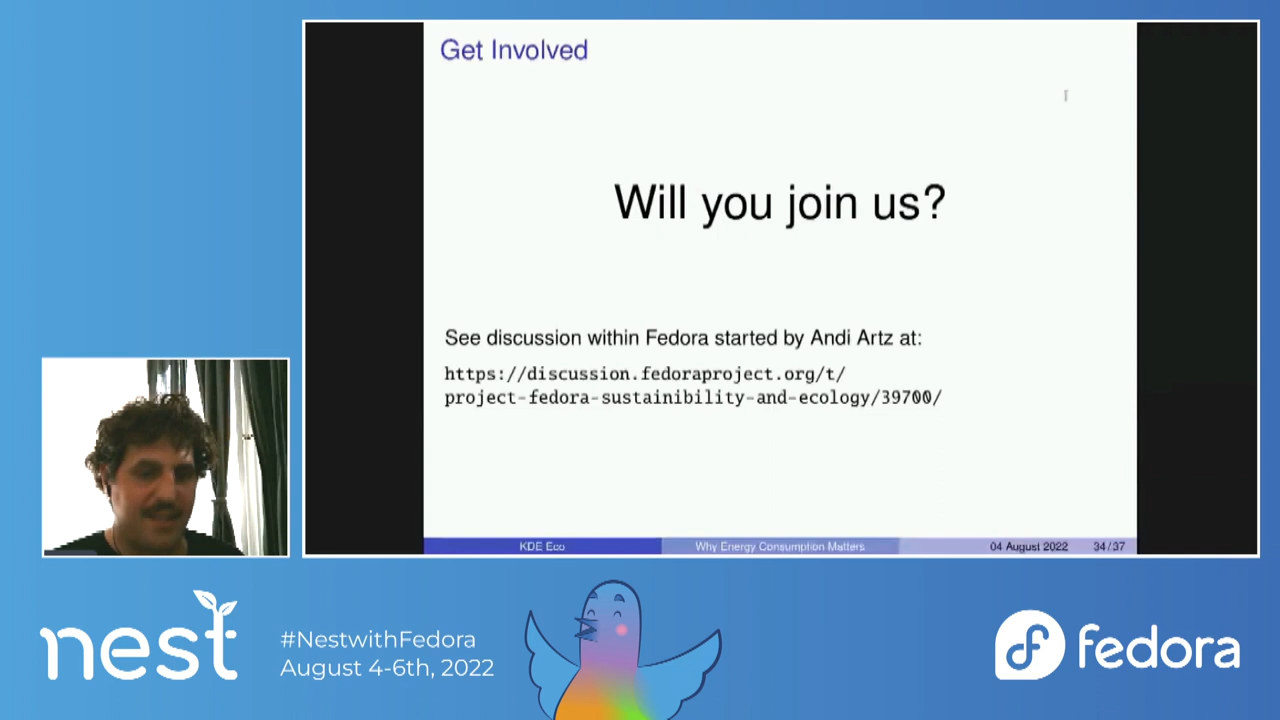 Get Involved
Will you join us?
See discussion within Fedora started by Andi Artz at:
https://discussion.fedoraproject.org/t/
project-fedora-sustainibility-and-ecology/39700/
KDE Eco
Why Energy Consumption Matters
04 August 2022
34/37
nest
#NestwithFedora
August 4-6th, 2022
fedora